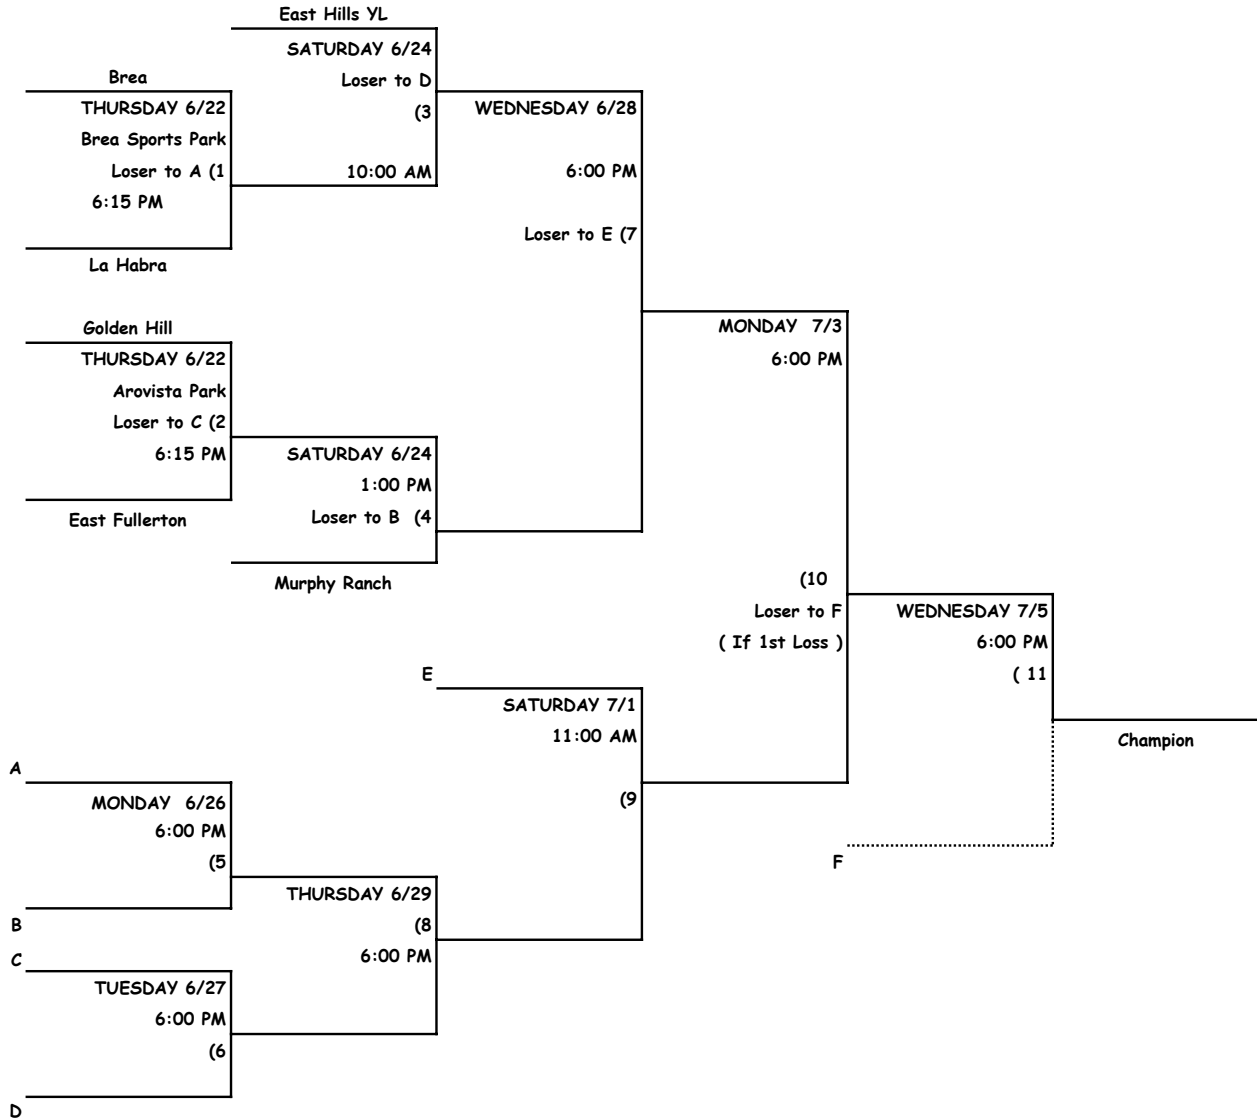 East Hills YL
SATURDAY 6/24
Loser to D
(3
10:00 AM
Brea
THURSDAY 6/22
Brea Sports Park
Loser to A (1
6:15 PM
La Habra
WEDNESDAY 6/28
6:00 PM
Loser to E (7
Golden Hill
THURSDAY 6/22
Arovista Park
Loser to C (2
6:15 PM
East Fullerton
SATURDAY 6/24
1:00 PM
Loser to B (4
Murphy Ranch
MONDAY 7/3
6:00 PM
(10
Loser to F
( If 1st Loss )
WEDNESDAY 7/5
6:00 PM
( 11
Champion
F
E
SATURDAY 7/1
11:00 AM
(9
A
MONDAY 6/26
6:00 PM
(5
B
THURSDAY 6/29
(8
6:00 PM
C
TUESDAY 6/27
6:00 PM
(6
D